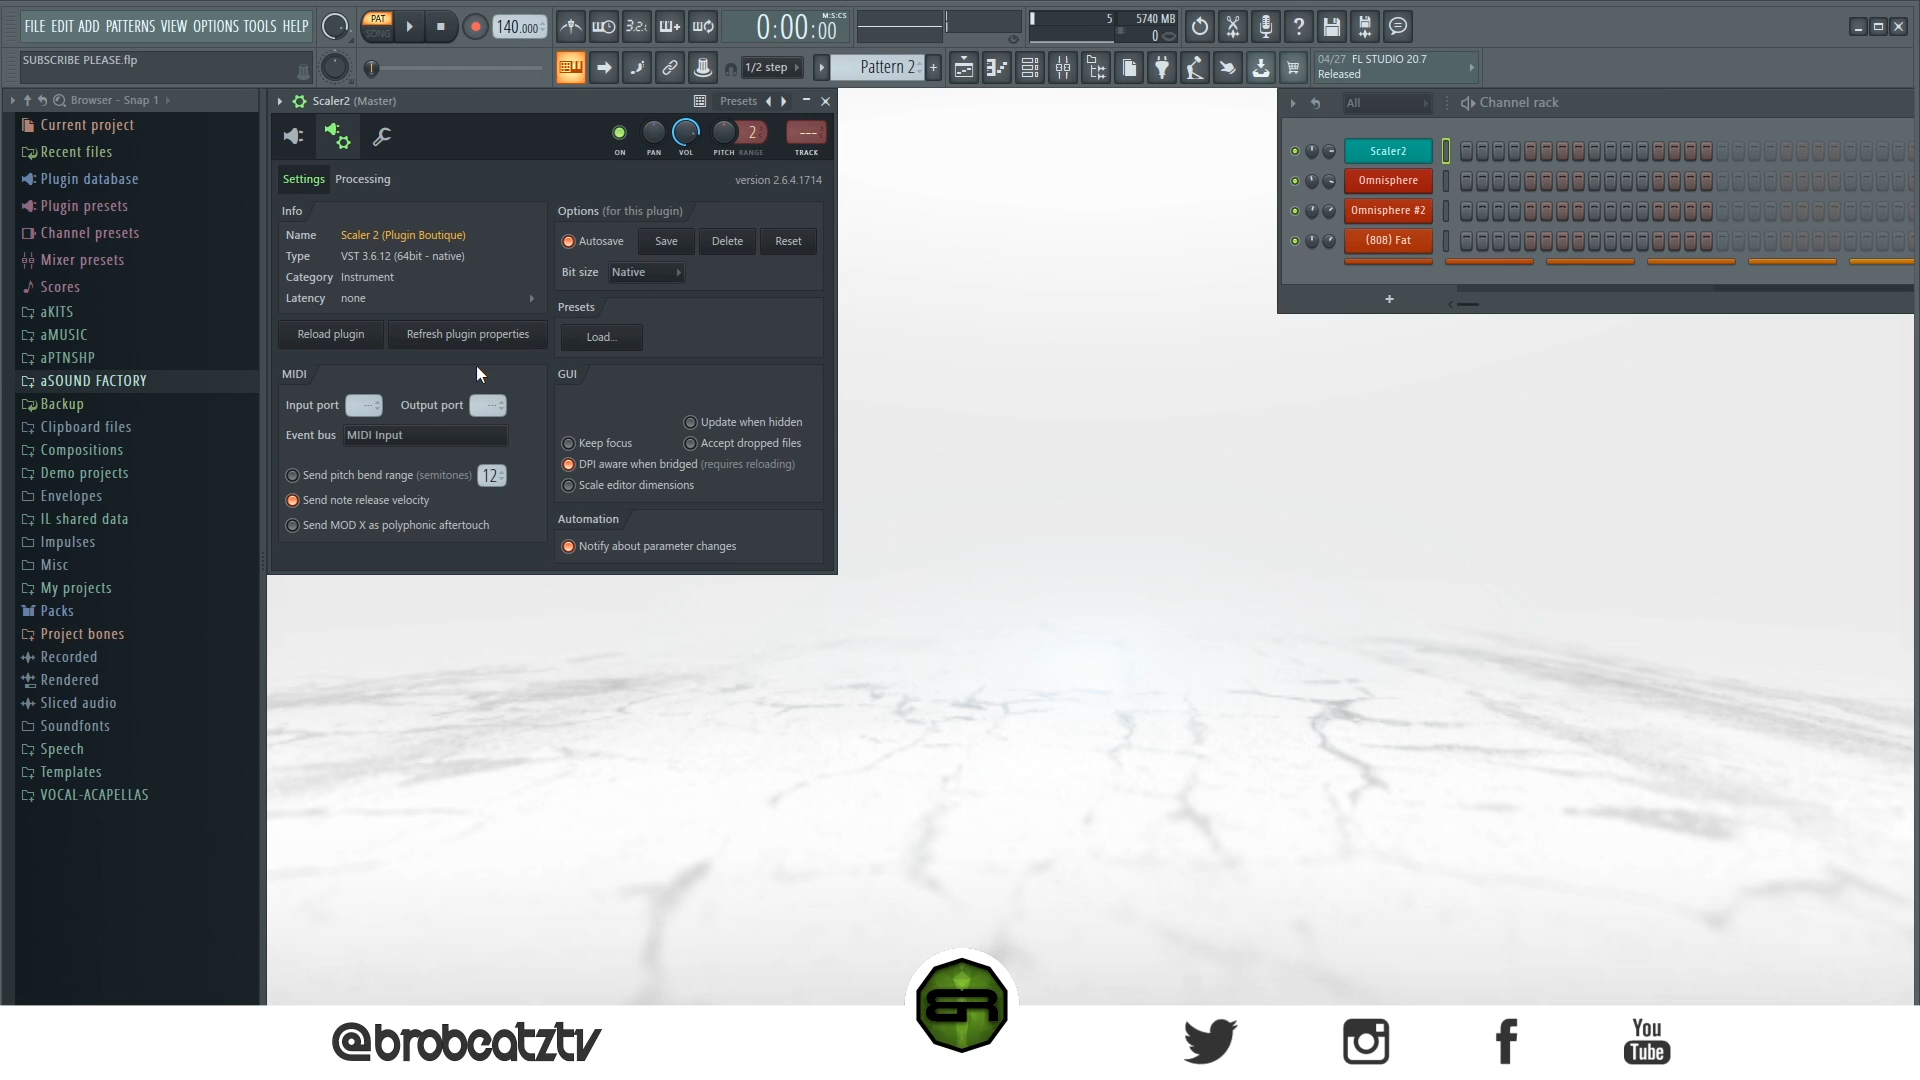 FILE EDIT ADD PATTERNS VIEW OPTIONS TOOLS HELP
PAT
SONG
140.000
3.2.
0:00:00
M:S:CS
5
5740 MB
0
SUBSCRIBE PLEASE.flp
1/2 step
Pattern 2
+
04/27 FL STUDIO 20.7
Released
Browser - Snap 1
Current project
Recent files
Plugin database
Plugin presets
Channel presets
Mixer presets
Scores
aKITS
aMUSIC
aPTNSHP
aSOUND FACTORY
Backup
Clipboard files
Compositions
Demo projects
Envelopes
IL shared data
Impulses
Misc
My projects
Packs
Project bones
Recorded
Rendered
Sliced audio
Soundfonts
Speech
Templates
VOCAL-ACAPELLAS
Scaler2 (Master)
Presets
2
---
ON PAN VOL PITCH RANGE TRACK
Settings Processing
version 2.6.4.1714
Info
Name Scaler 2 (Plugin Boutique)
Type VST 3.6.12 (64bit - native)
Category Instrument
Latency none
Reload plugin Refresh plugin properties
Options (for this plugin)
Autosave Save Delete Reset
Bit size Native
Presets
Load...
MIDI
Input port --- Output port ---
Event bus MIDI Input
Send pitch bend range (semitones) 12
Send note release velocity
Send MOD X as polyphonic aftertouch
GUI
Update when hidden
Keep focus Accept dropped files
DPI aware when bridged (requires reloading)
Scale editor dimensions
Automation
Notify about parameter changes
All
Channel rack
Scaler2
Omnisphere
Omnisphere #2
(808) Fat
+
@brobeatztv
BR
You
Tube